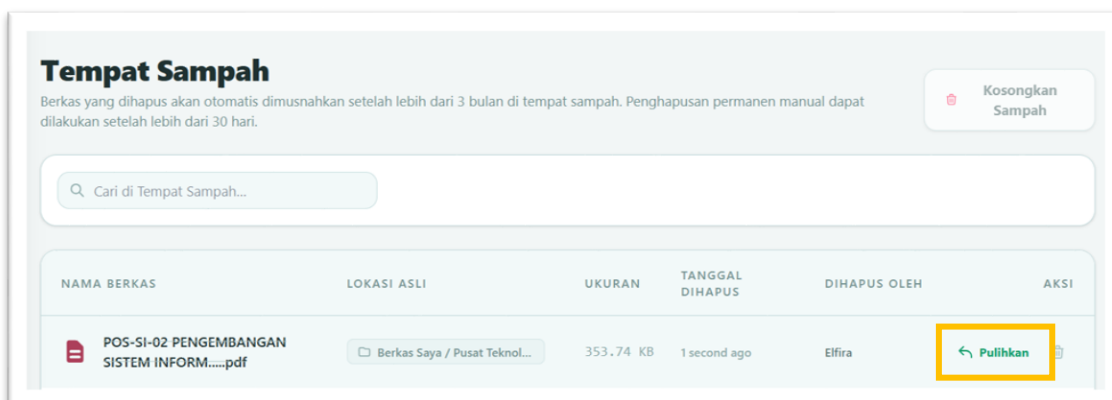 Tempat Sampah
Berkas yang dihapus akan otomatis dimusnahkan setelah lebih dari 3 bulan di tempat sampah. Penghapusan permanen manual dapat
dilakukan setelah lebih dari 30 hari.
Kosongkan
Sampah
Cari di Tempat Sampah...
NAMA BERKAS
LOKASI ASLI
UKURAN
TANGGAL
DIHAPUS
DIHAPUS OLEH
AKSI
POS-SI-02 PENGEMBANGAN
SISTEM INFORM.....pdf
Berkas Saya / Pusat Teknol...
353.74 KB
1 second ago
Elfira
Pulihkan